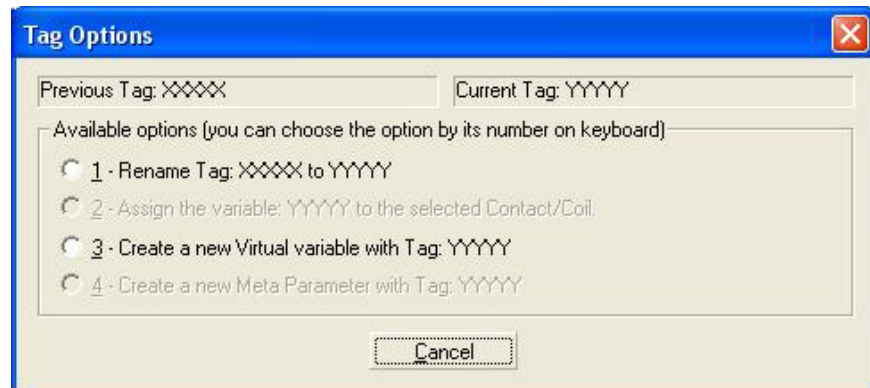 Tag Options
Previous Tag: XXXXX
Current Tag: YYYYY
Available options (you can choose the option by its number on keyboard)
1 - Rename Tag: XXXXX to YYYYY
2 - Assign the variable: YYYYY to the selected Contact/Coil.
3 - Create a new Virtual variable with Tag: YYYYY
4 - Create a new Meta Parameter with Tag: YYYYY
Cancel